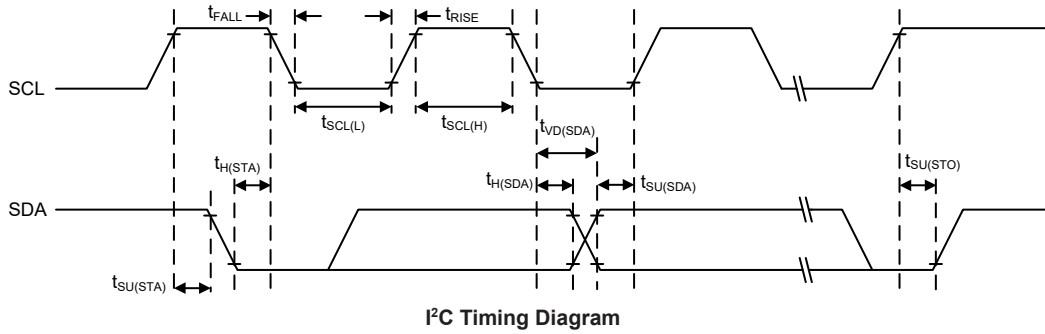 tFALL
tRISE
SCL
tSCL(L)
tSCL(H)
tVD(SDA)
tH(STA)
tH(SDA)
tSU(SDA)
tSU(STO)
SDA
tSU(STA)
I²C Timing Diagram